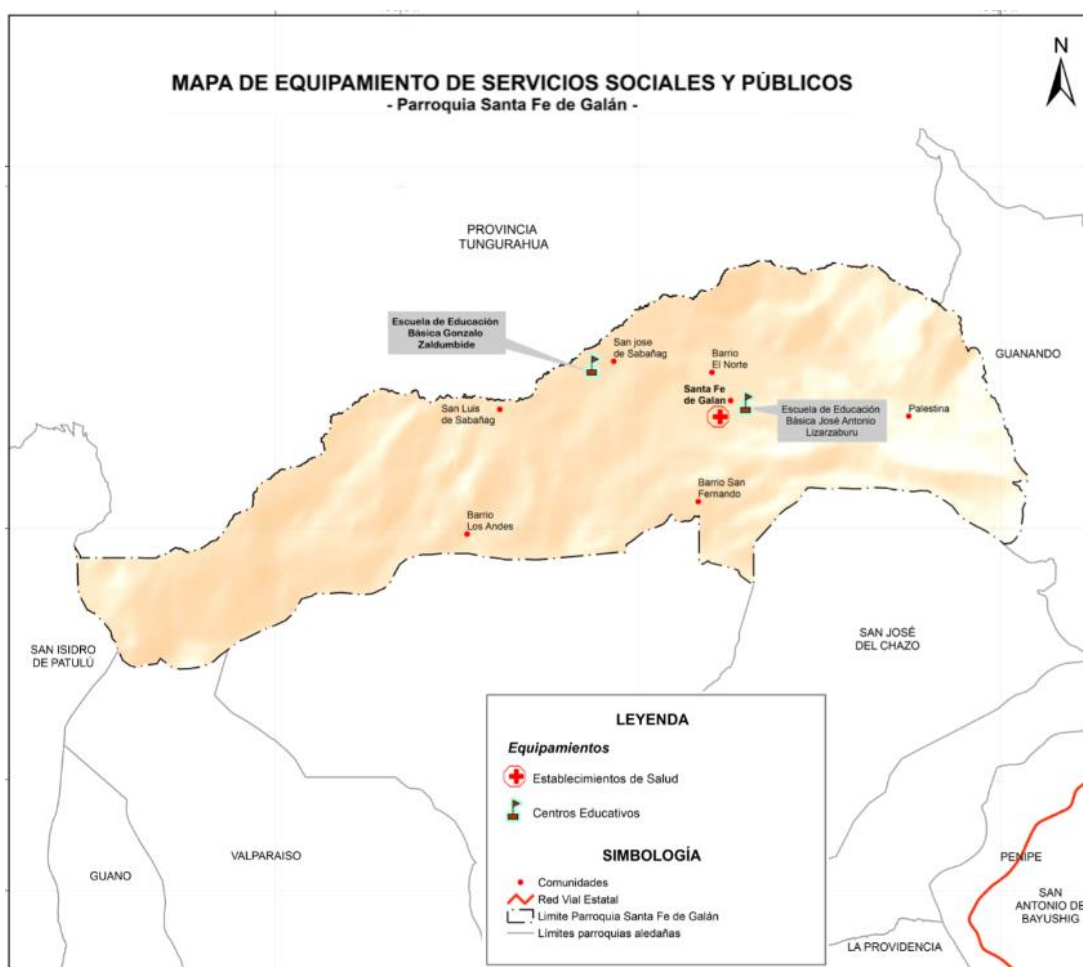 MAPA DE EQUIPAMIENTO DE SERVICIOS SOCIALES Y PÚBLICOS
- Parroquia Santa Fe de Galán -
N
PROVINCIA
TUNGURAHUA
Escuela de Educación
Básica Gonzalo
Zaldumbide
San jose
de Sabañag
Barrio
El Norte
GUANANDO
Santa Fe
de Galan
San Luis
de Sabañag
Escuela de Educación
Básica José Antonio
Lizarzaburu
Palestina
Barrio San
Fernando
Barrio
Los Andes
SAN ISIDRO
DE PATULÚ
SAN JOSÉ
DEL CHAZO
LEYENDA
Equipamientos
Establecimientos de Salud
Centros Educativos
SIMBOLOGÍA
Comunidades
Red Vial Estatal
Limite Parroquia Santa Fe de Galán
Límites parroquias aledañas
VALPARAISO
GUANO
PENIPE
SAN
ANTONIO DE
BAYUSHIG
LA PROVIDENCIA